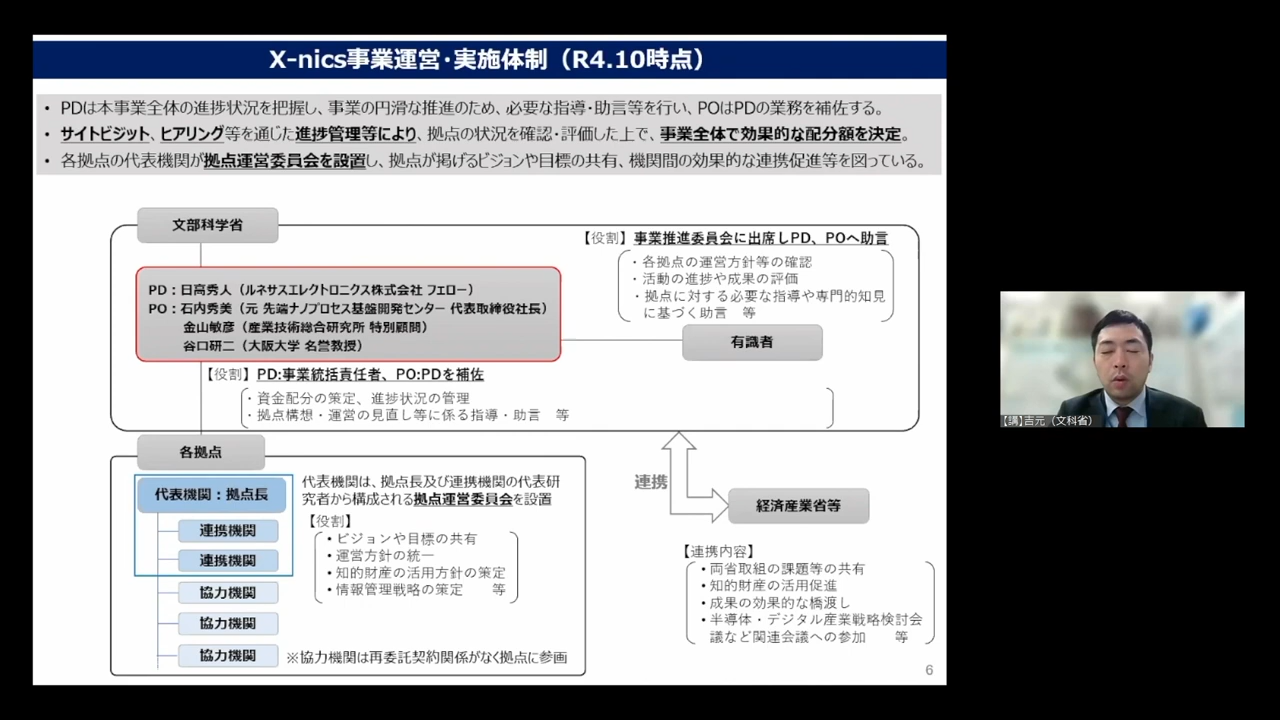 X-nics事業運営・実施体制（R4.10時点）
・ PDは本事業全体の進捗状況を把握し、事業の円滑な推進のため、必要な指導・助言等を行い、POはPDの業務を補佐する。
・ サイトビジット、ヒアリング等を通じた進捗管理等により、拠点の状況を確認・評価した上で、事業全体で効果的な配分額を決定。
・ 各拠点の代表機関が拠点運営委員会を設置し、拠点が掲げるビジョンや目標の共有、機関間の効果的な連携促進等を図っている。
文部科学省
PD：日高秀人（ルネサスエレクトロニクス株式会社 フェロー）
PO：石内秀美（元 先端ナノプロセス基盤開発センター 代表取締役社長）
金山敏彦（産業技術総合研究所 特別顧問）
谷口研二（大阪大学 名誉教授）
【役割】PD:事業統括責任者、PO:PDを補佐
・資金配分の策定、進捗状況の管理
・拠点構想・運営の見直し等に係る指導・助言　等
【役割】事業推進委員会に出席しPD、POへ助言
・各拠点の運営方針等の確認
・活動の進捗や成果の評価
・拠点に対する必要な指導や専門的知見
に基づく助言　等
有識者
各拠点
代表機関：拠点長
連携機関
連携機関
協力機関
協力機関
協力機関
代表機関は、拠点長及び連携機関の代表研
究者から構成される拠点運営委員会を設置
【役割】
・ビジョンや目標の共有
・運営方針の統一
・知的財産の活用方針の策定
・情報管理戦略の策定　　等
※協力機関は再委託契約関係がなく拠点に参画
連携
経済産業省等
【連携内容】
・両省取組の課題等の共有
・知的財産の活用促進
・成果の効果的な橋渡し
・半導体・デジタル産業戦略検討会
議など関連会議への参加　　等
6
【講】吉元（文科省）